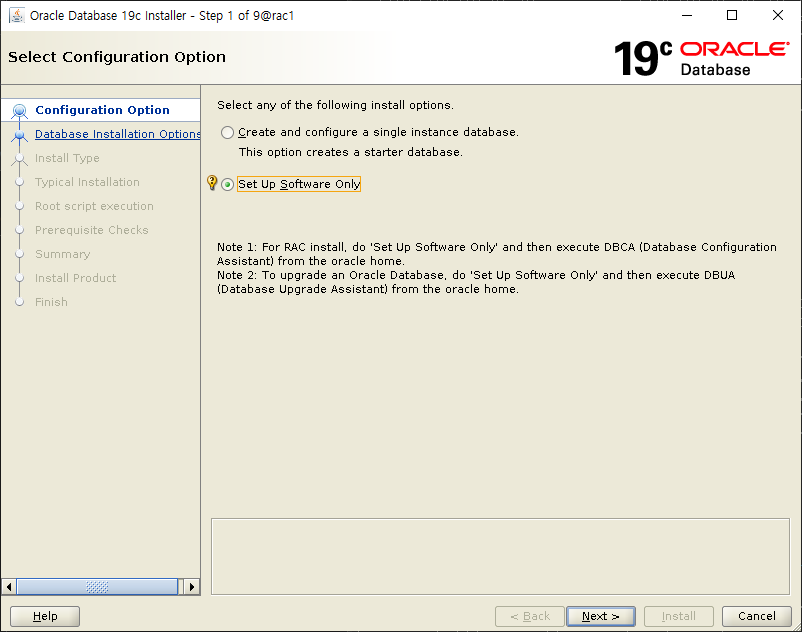 Oracle Database 19c Installer - Step 1 of 9@rac1
Select Configuration Option
19c ORACLE
Database
Configuration Option
Database Installation Options
Install Type
Typical Installation
Root script execution
Prerequisite Checks
Summary
Install Product
Finish
Select any of the following install options.
Create and configure a single instance database.
This option creates a starter database.
Set Up Software Only
Note 1: For RAC install, do 'Set Up Software Only' and then execute DBCA (Database Configuration
Assistant) from the oracle home.
Note 2: To upgrade an Oracle Database, do 'Set Up Software Only' and then execute DBUA
(Database Upgrade Assistant) from the oracle home.
Help
< Back
Next >
Install
Cancel